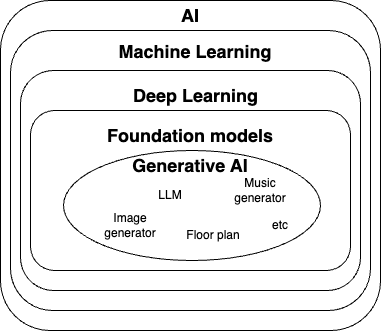 AI
Machine Learning
Deep Learning
Foundation models
Generative AI
LLM
Music
generator
Image
generator
Floor plan
etc